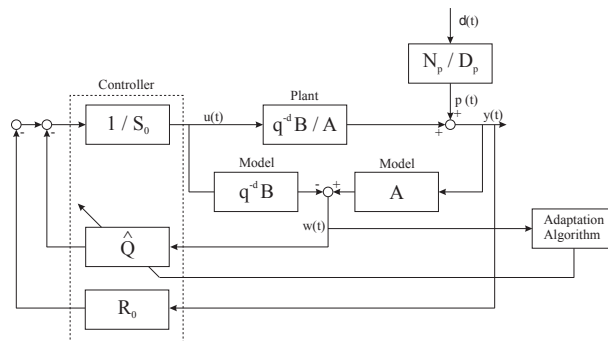 d(t)
N_p / D_p
Controller
Plant
p (t)
+
1 / S_0
u(t)
q^-d B / A
+
y(t)
-
-
Model
Model
q^-d B
-
+
A
w(t)
Adaptation
Algorithm
Q̂
R_0